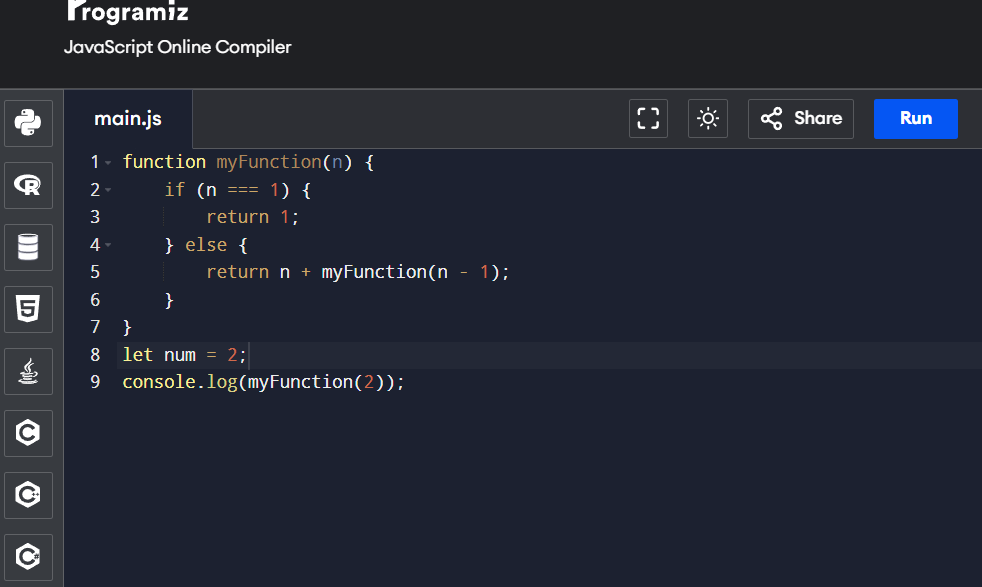 Programiz
JavaScript Online Compiler
main.js
Share
Run
1 function myFunction(n) {
2     if (n === 1) {
3         return 1;
4     } else {
5         return n + myFunction(n - 1);
6     }
7 }
8 let num = 2;
9 console.log(myFunction(2));
R
5
C
C++
C#